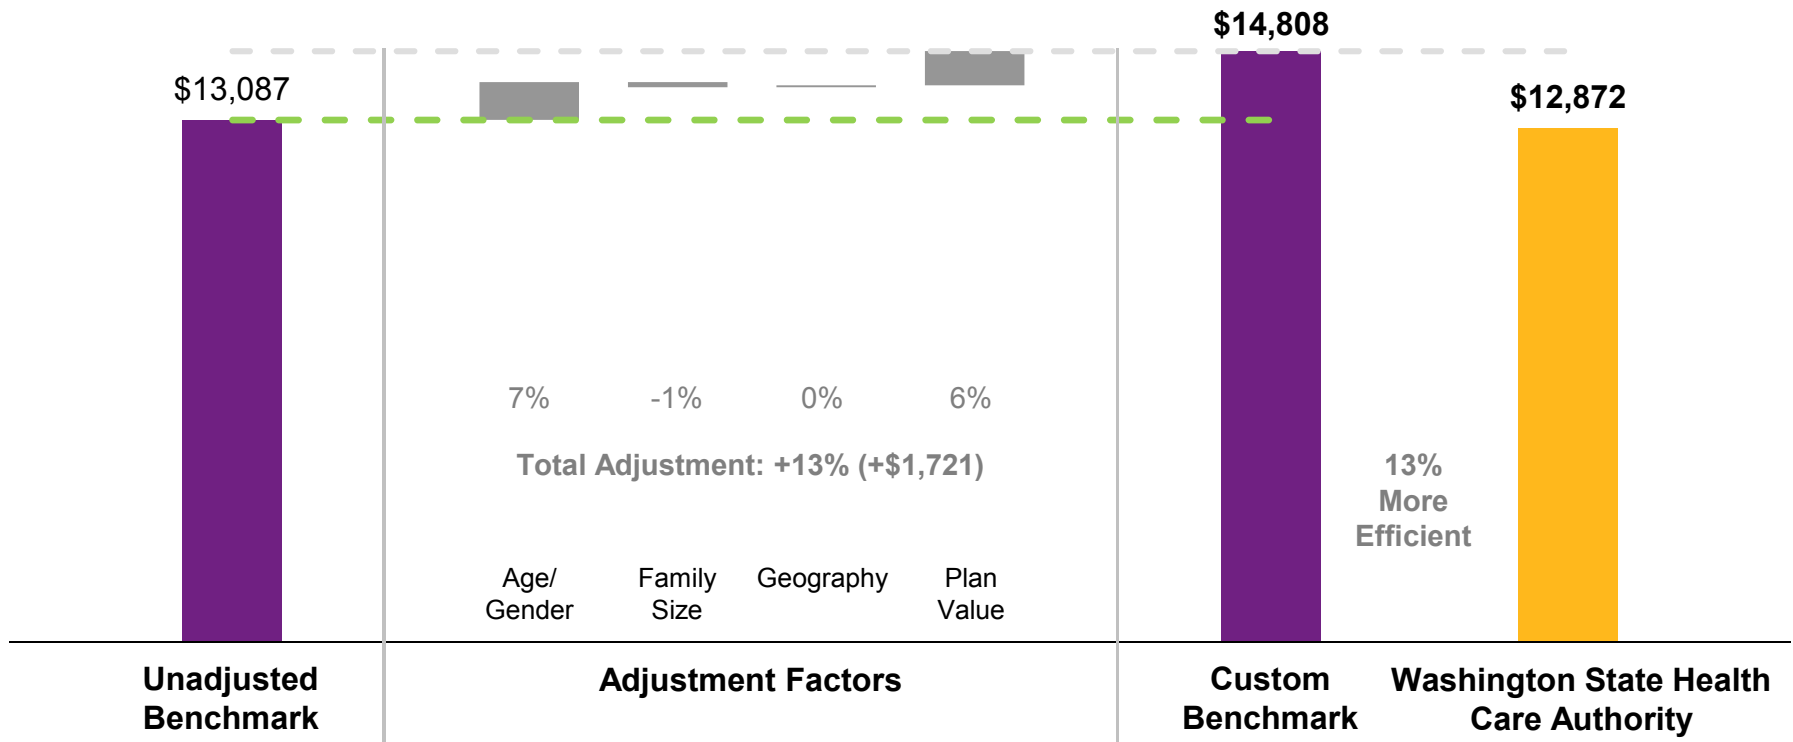 $14,808
$13,087
$12,872
7%
-1%
0%
6%
Total Adjustment: +13% (+$1,721)
13%
More
Efficient
Age/
Gender
Family
Size
Geography
Plan
Value
Unadjusted
Benchmark
Adjustment Factors
Custom
Benchmark
Washington State Health
Care Authority